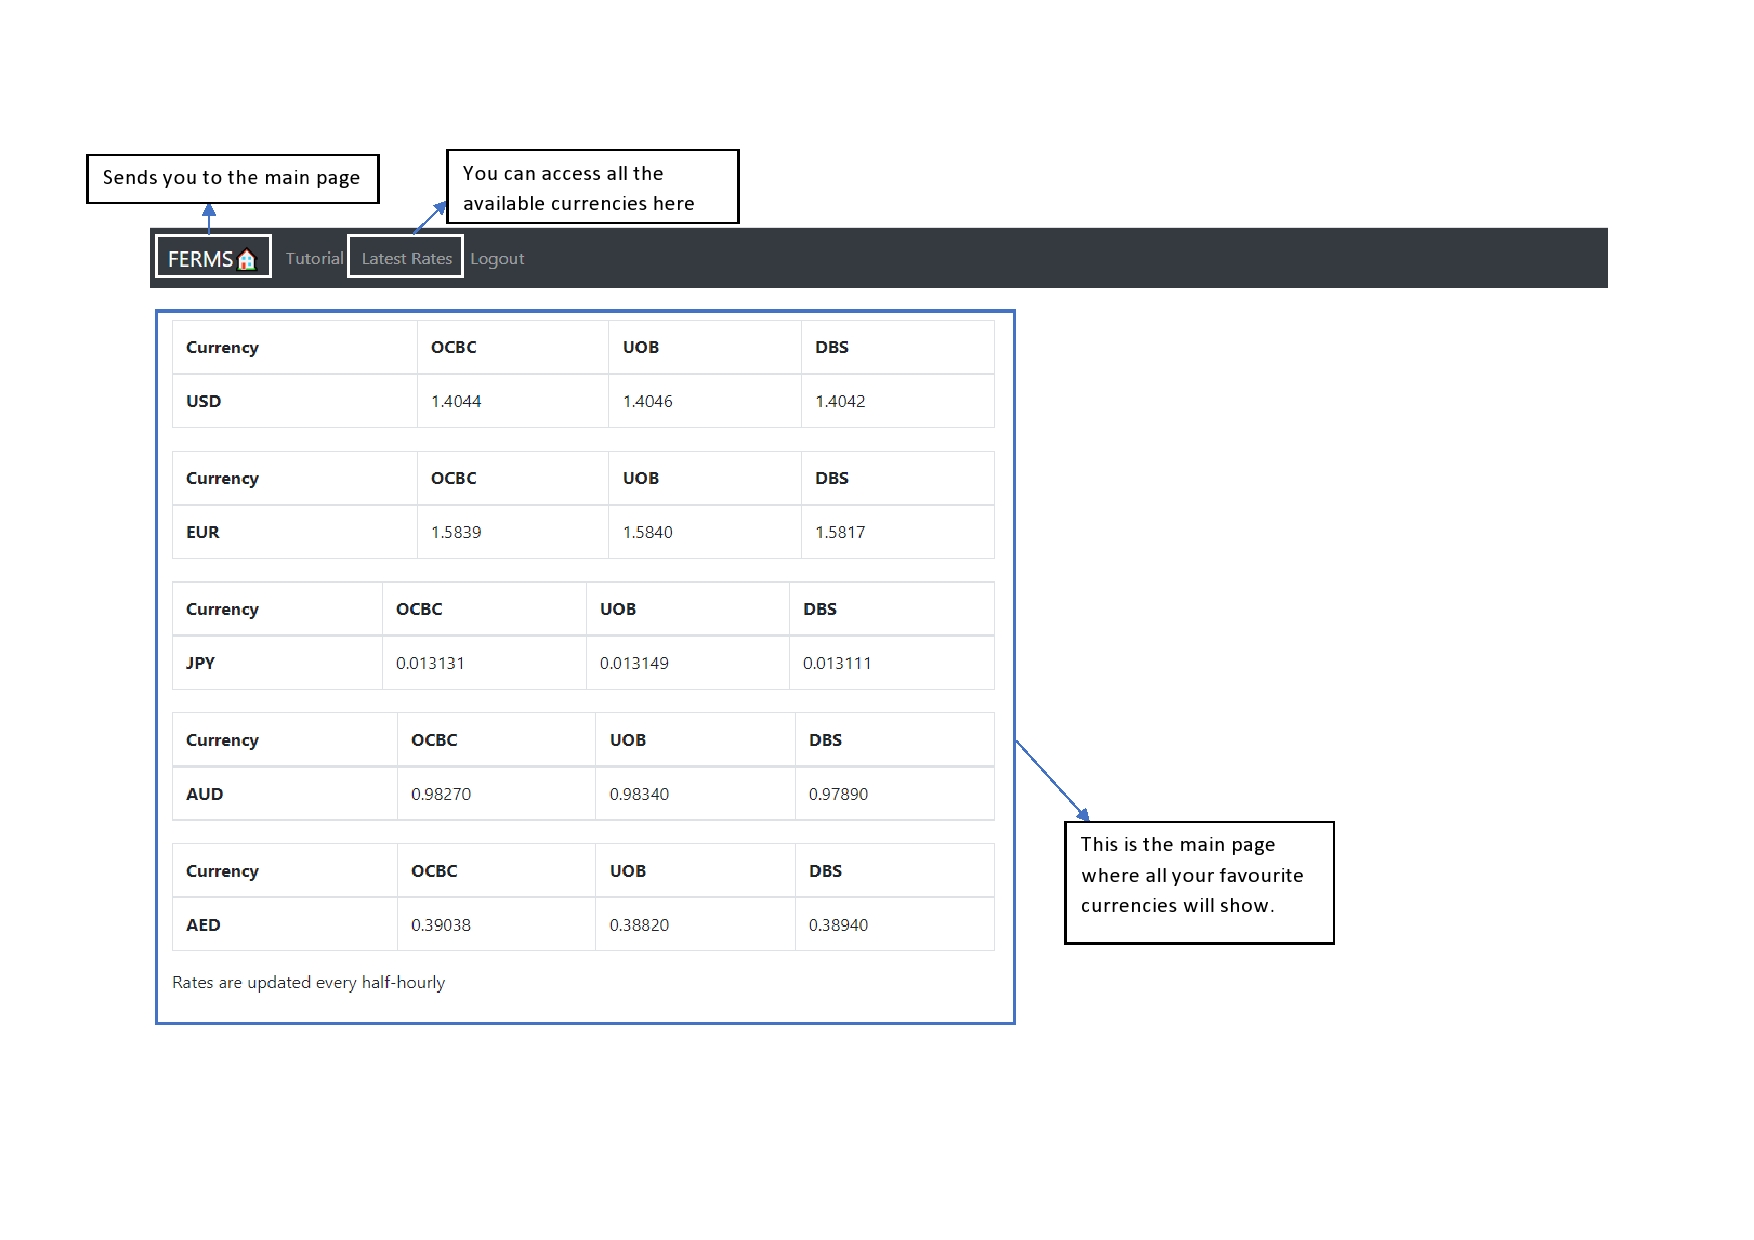 Sends you to the main page
You can access all the
available currencies here
FERMS Tutorial Latest Rates Logout
Currency OCBC UOB DBS
USD 1.4044 1.4046 1.4042
Currency OCBC UOB DBS
EUR 1.5839 1.5840 1.5817
Currency OCBC UOB DBS
JPY 0.013131 0.013149 0.013111
Currency OCBC UOB DBS
AUD 0.98270 0.98340 0.97890
Currency OCBC UOB DBS
AED 0.39038 0.38820 0.38940
Rates are updated every half-hourly
This is the main page
where all your favourite
currencies will show.